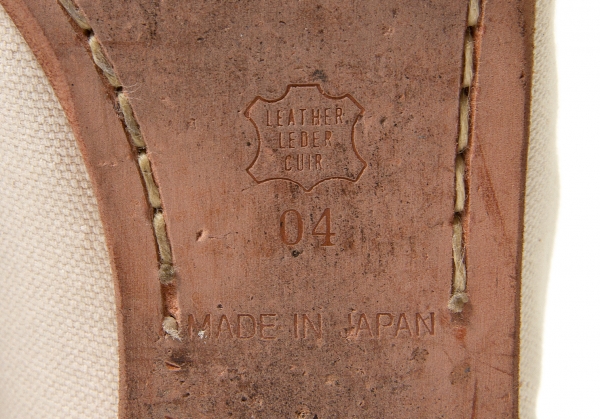 LEATHER
LEDER
CUIR
04
MADE IN JAPAN